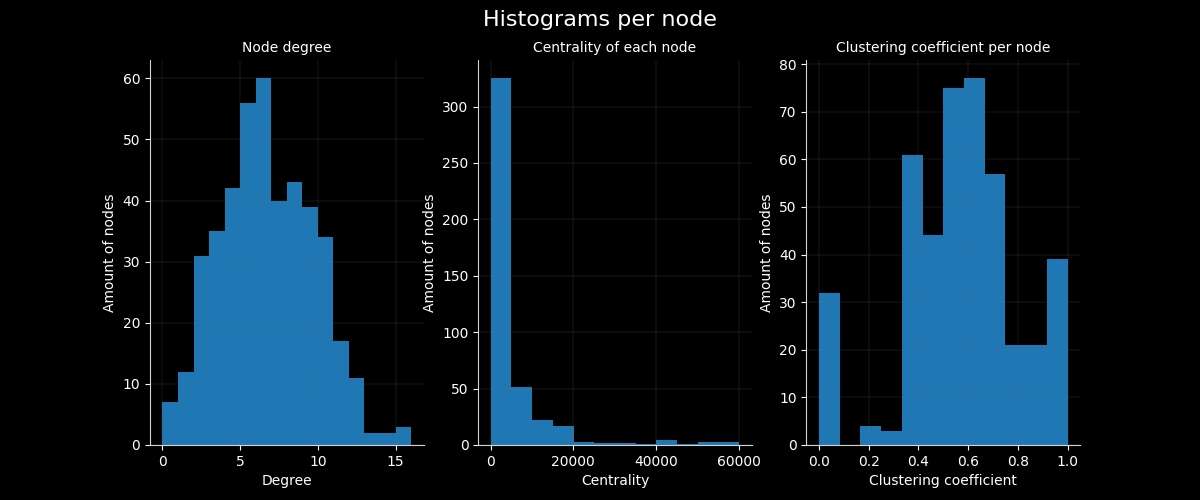 Histograms per node
Node degree
60
50
40
30
20
10
0
Amount of nodes
0 5 10 15
Degree
Centrality of each node
300
250
200
150
100
50
0
Amount of nodes
0 20000 40000 60000
Centrality
Clustering coefficient per node
80
70
60
50
40
30
20
10
0
Amount of nodes
0.0 0.2 0.4 0.6 0.8 1.0
Clustering coefficient